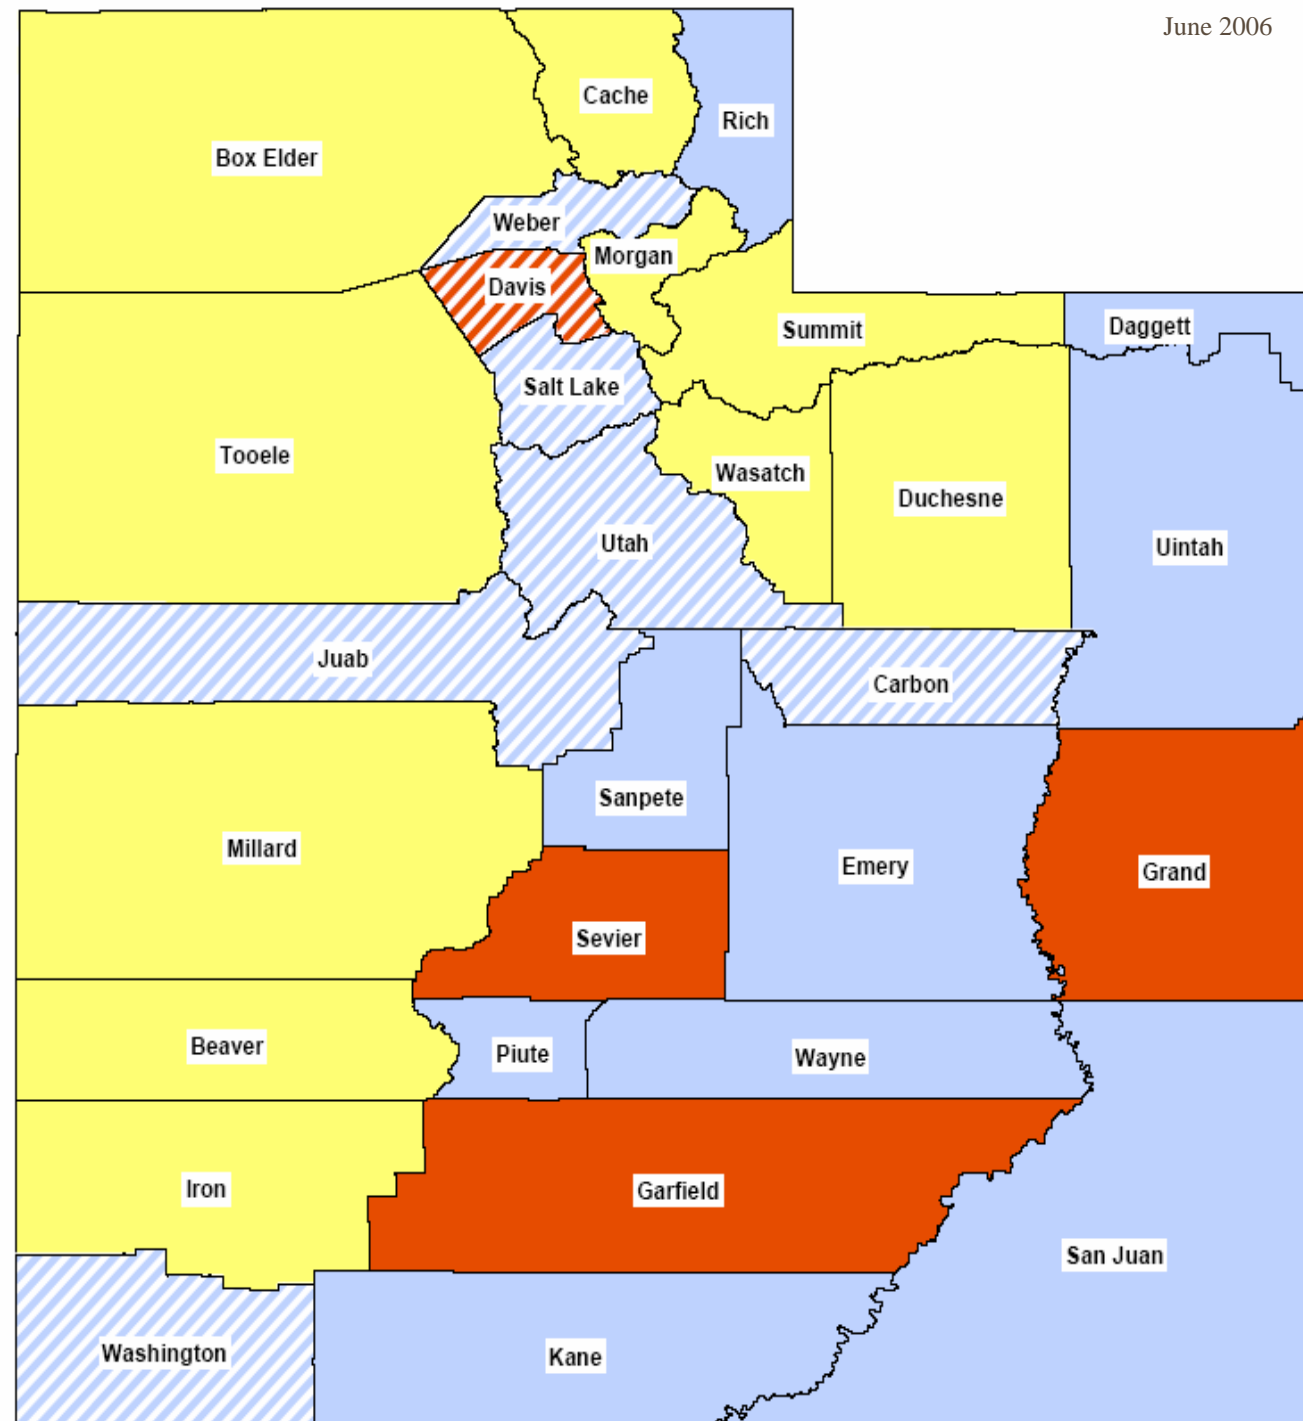 June 2006
Cache
Rich
Box Elder
Weber
Morgan
Davis
Summit
Daggett
Salt Lake
Tooele
Wasatch
Duchesne
Utah
Uintah
Juab
Carbon
Sanpete
Millard
Emery
Grand
Sevier
Beaver
Piute
Wayne
Iron
Garfield
San Juan
Washington
Kane